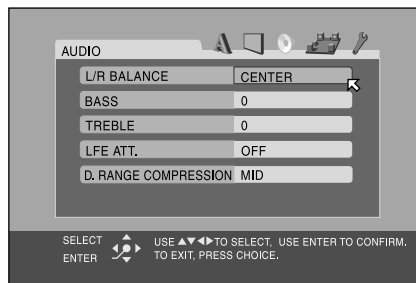 AUDIO
L/R BALANCE CENTER
BASS 0
TREBLE 0
LFE ATT. OFF
D. RANGE COMPRESSION MID
SELECT
ENTER
USE ▲▼◀▶TO SELECT, USE ENTER TO CONFIRM.
TO EXIT, PRESS CHOICE.